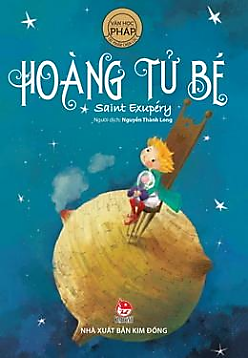 VĂN HỌC
PHÁP
HOÀNG TỬ BÉ
Saint Exupéry
Người dịch: Nguyễn Thành Long
NHÀ XUẤT BẢN KIM ĐỒNG